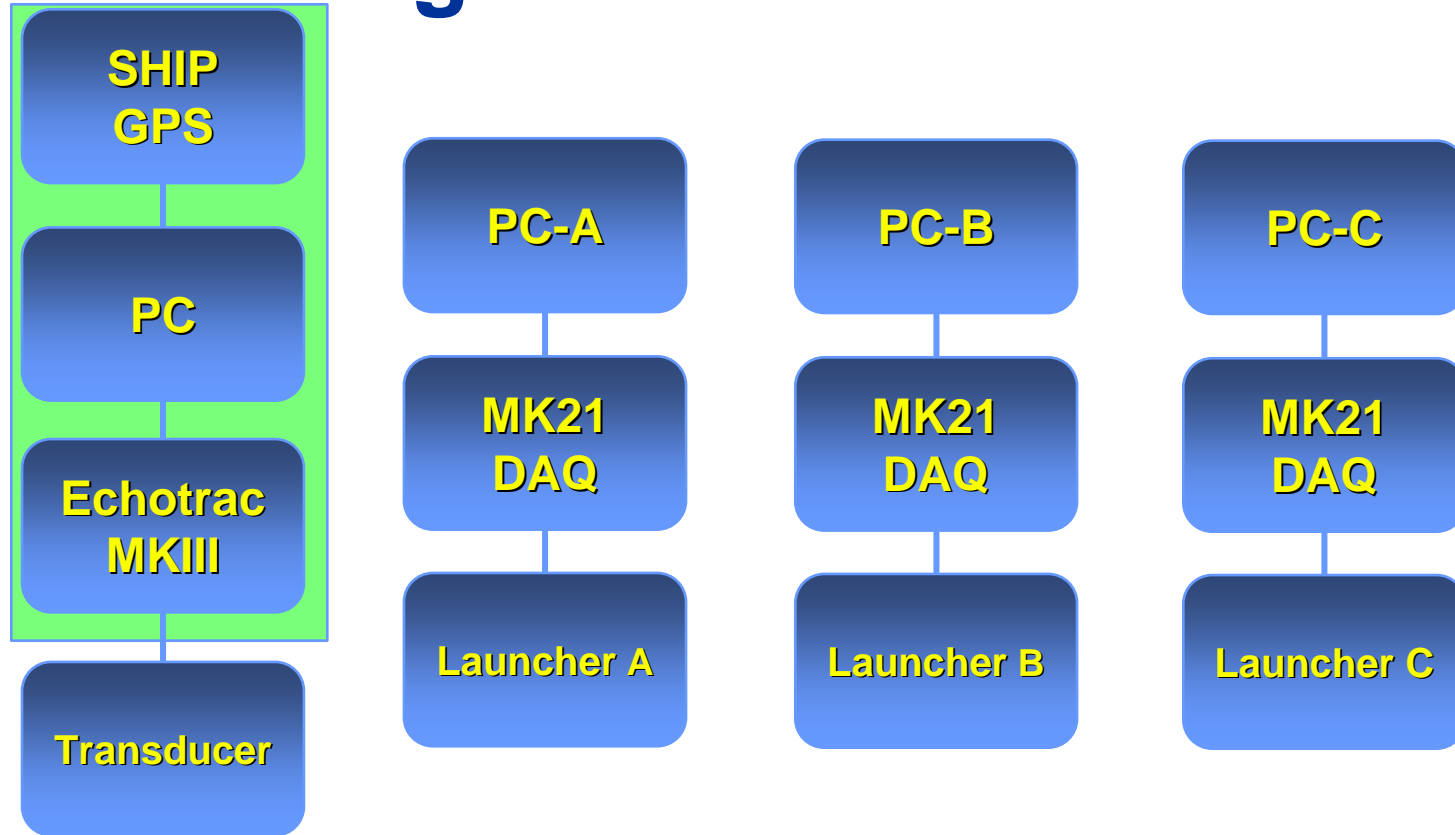 SHIP
GPS
PC
Echotrac
MKIII
Transducer
PC-A
MK21
DAQ
Launcher A
PC-B
MK21
DAQ
Launcher B
PC-C
MK21
DAQ
Launcher C